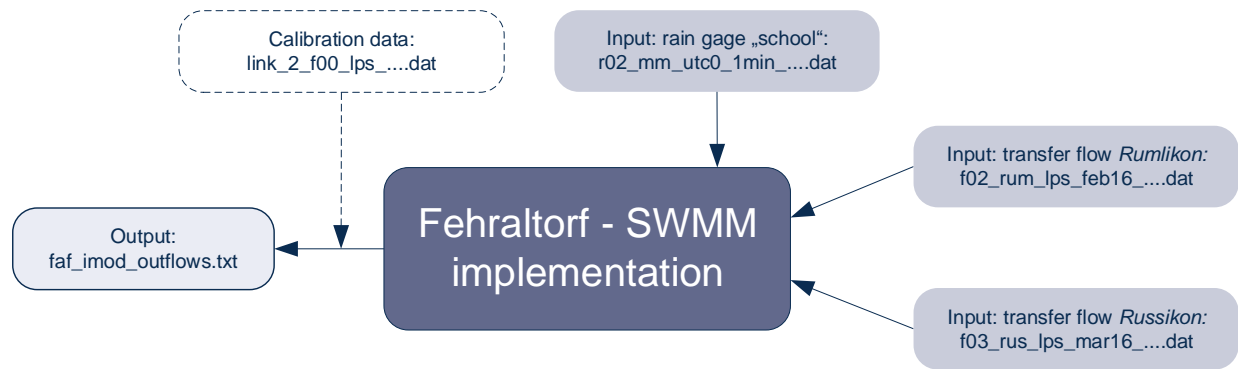 Calibration data:
link_2_f00_lps_....dat
Input: rain gage „school“:
r02_mm_utc0_1min_....dat
Input: transfer flow Rumlikon:
f02_rum_lps_feb16_....dat
Fehraltorf - SWMM
implementation
Output:
faf_imod_outflows.txt
Input: transfer flow Russikon:
f03_rus_lps_mar16_....dat